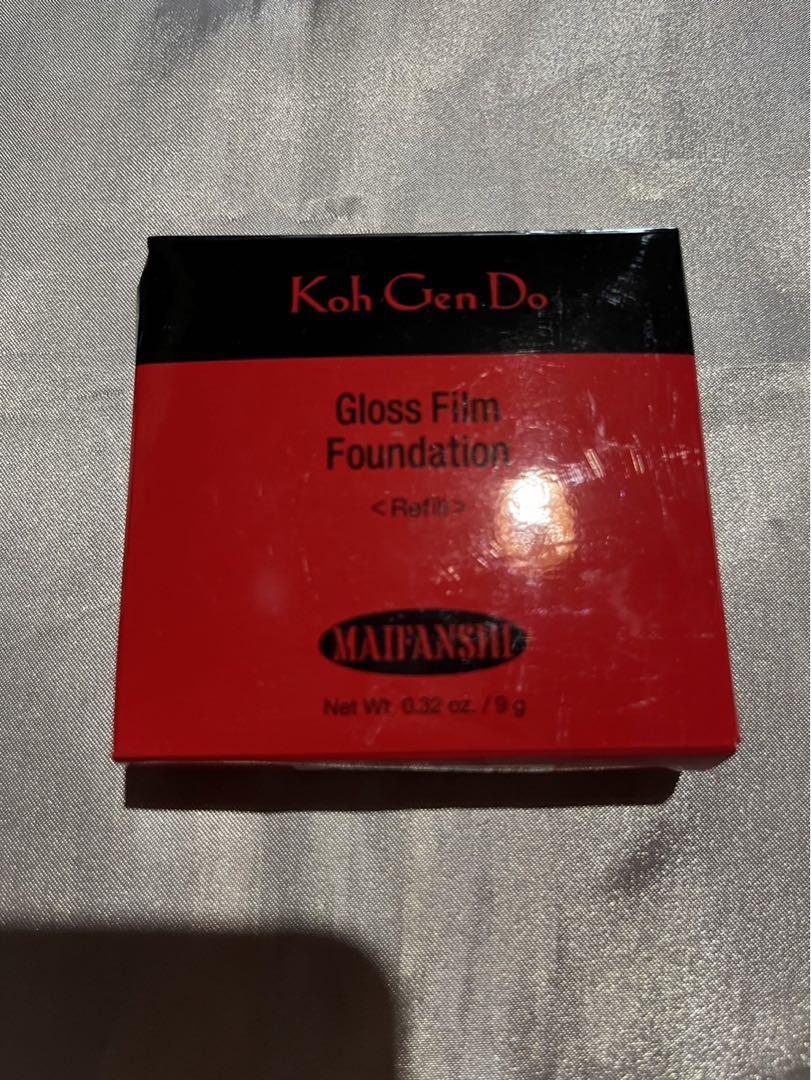 Koh Gen Do
Gloss Film
Foundation
<Refill>
MAIFANSHI
Net Wt. 0.32 oz. / 9 g